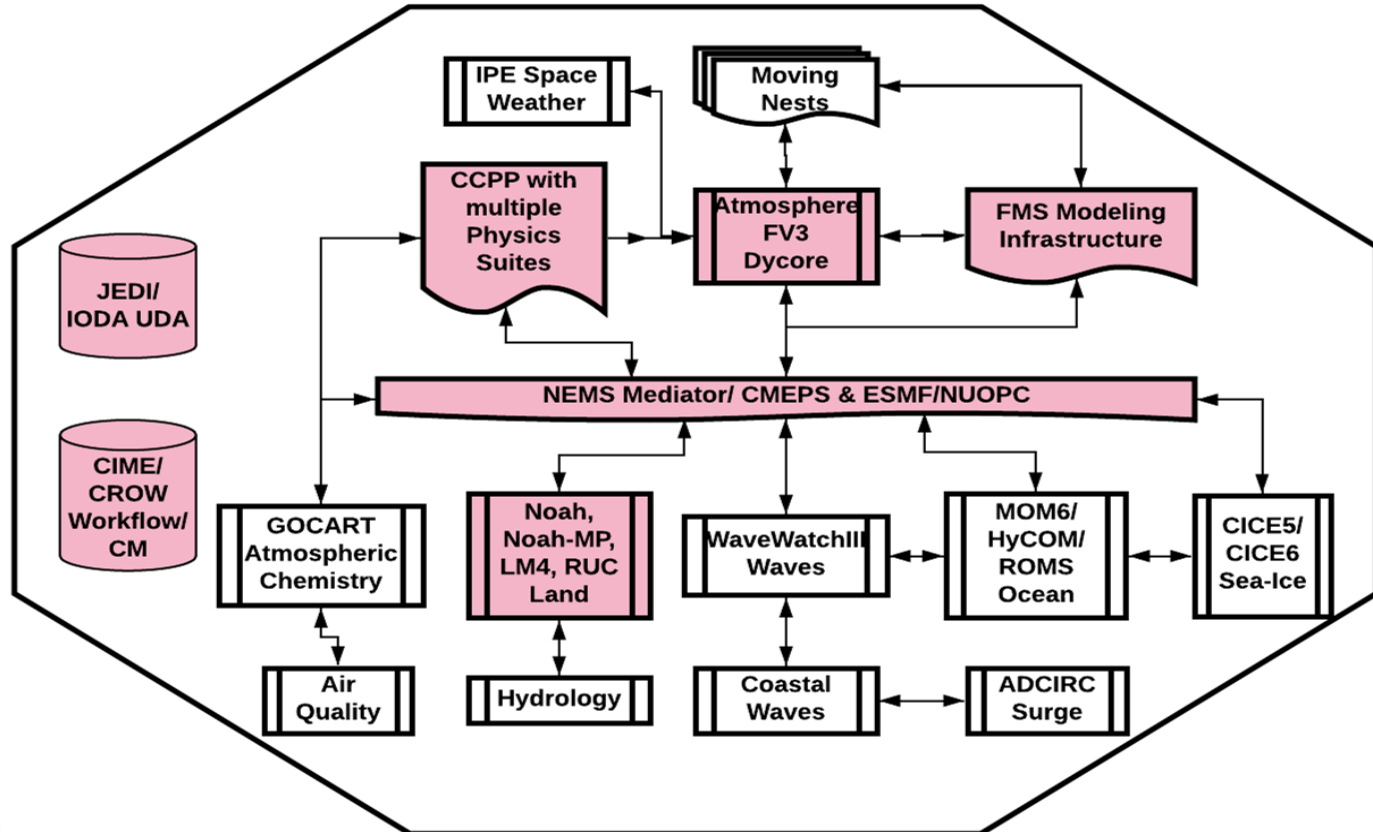 IPE Space
Weather
Moving
Nests
CCPP with
multiple
Physics
Suites
Atmosphere
FV3
Dycore
FMS Modeling
Infrastructure
JEDI/
IODA UDA
NEMS Mediator/ CMEPS & ESMF/NUOPC
CIME/
CROW
Workflow/
CM
GOCART
Atmospheric
Chemistry
Noah,
Noah-MP,
LM4, RUC
Land
WaveWatchIII
Waves
MOM6/
HyCOM/
ROMS
Ocean
CICE5/
CICE6
Sea-Ice
Air
Quality
Hydrology
Coastal
Waves
ADCIRC
Surge